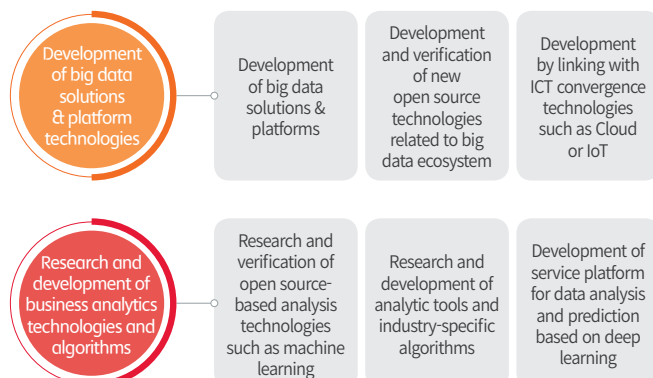 Development
of big data
solutions
& platform
technologies
Development
of big data
solutions &
platforms
Development
and verification
of new
open source
technologies
related to big
data ecosystem
Development
by linking with
ICT convergence
technologies
such as Cloud
or IoT
Research and
development of
business analytics
technologies and
algorithms
Research and
verification of
open source-
based analysis
technologies
such as machine
learning
Research and
development of
analytic tools and
industry-specific
algorithms
Development of
service platform
for data analysis
and prediction
based on deep
learning